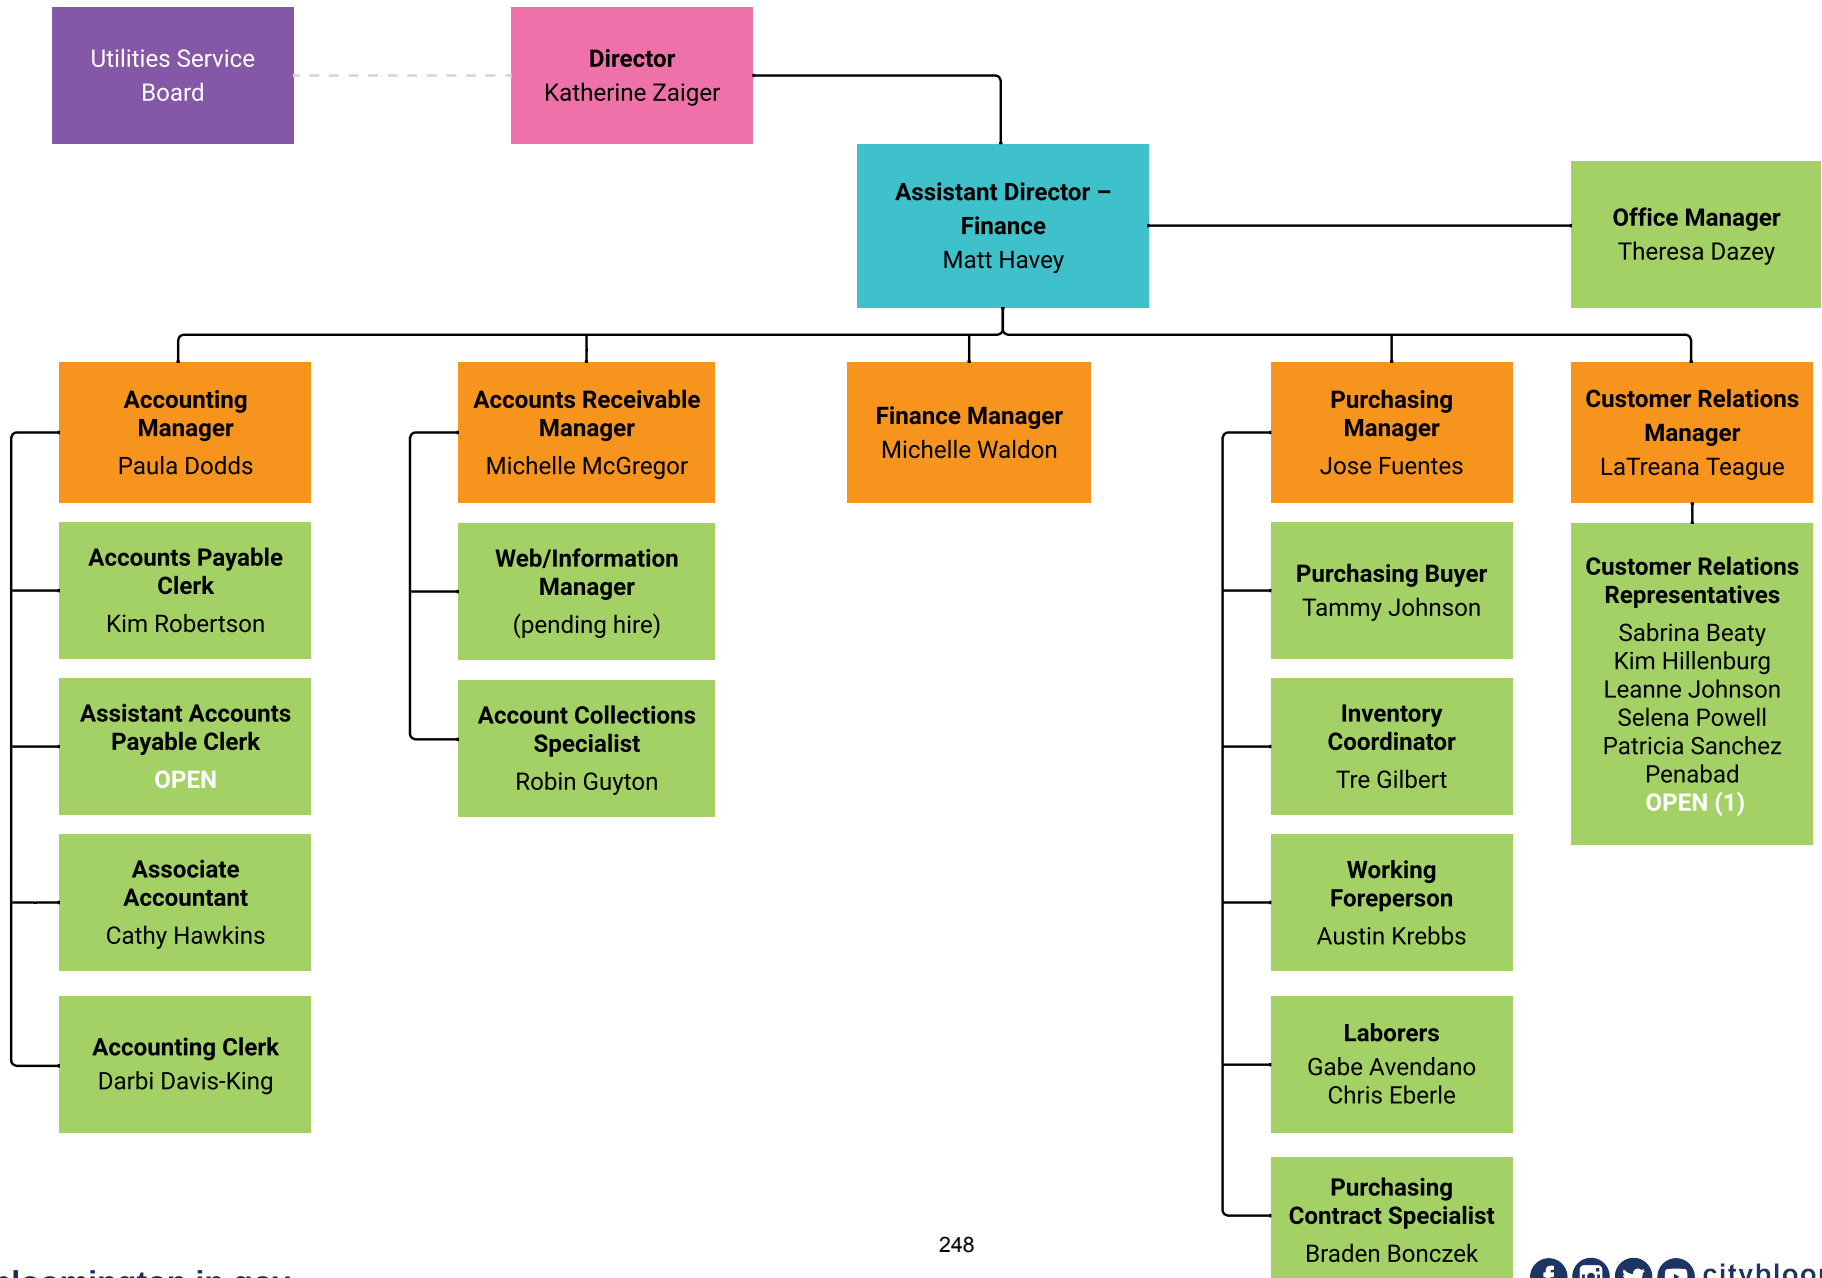 Utilities Service
Board
Director
Katherine Zaiger
Assistant Director –
Finance
Matt Havey
Office Manager
Theresa Dazey
Accounting
Manager
Paula Dodds
Accounts Receivable
Manager
Michelle McGregor
Finance Manager
Michelle Waldon
Purchasing
Manager
Jose Fuentes
Customer Relations
Manager
LaTreana Teague
Accounts Payable
Clerk
Kim Robertson
Assistant Accounts
Payable Clerk
OPEN
Associate
Accountant
Cathy Hawkins
Accounting Clerk
Darbi Davis-King
Web/Information
Manager
(pending hire)
Account Collections
Specialist
Robin Guyton
Purchasing Buyer
Tammy Johnson
Inventory
Coordinator
Tre Gilbert
Working
Foreperson
Austin Krebbs
Laborers
Gabe Avendano
Chris Eberle
Purchasing
Contract Specialist
Braden Bonczek
Customer Relations
Representatives
Sabrina Beaty
Kim Hillenburg
Leanne Johnson
Selena Powell
Patricia Sanchez
Penabad
OPEN (1)
248